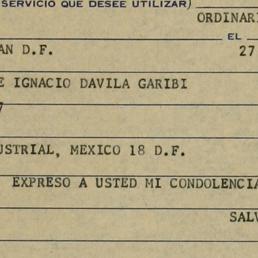 SERVICIO QUE DESEE UTILIZAR)
ORDINARI
EL
AN D.F. 27
E IGNACIO DAVILA GARIBI
7
USTRIAL, MEXICO 18 D.F.
EXPRESO A USTED MI CONDOLENCIA
SALV